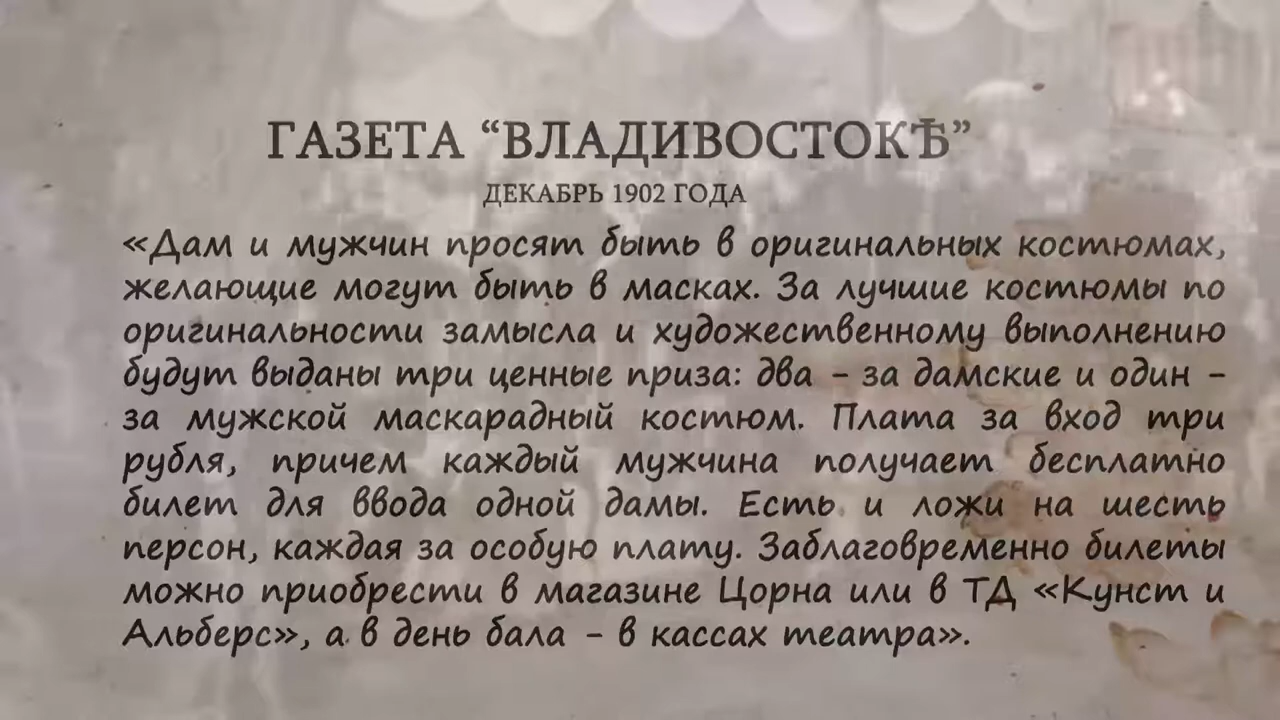 ГАЗЕТА “ВЛАДИВОСТОКѢ”
ДЕКАБРЬ 1902 ГОДА
«Дам и мужчин просят быть в оригинальных костюмах,
желающие могут быть в масках. За лучшие костюмы по
оригинальности замысла и художественному выполнению
будут выданы три ценные приза: два – за дамские и один –
за мужской маскарадный костюм. Плата за вход три
рубля, причем каждый мужчина получает бесплатно
билет для ввода одной дамы. Есть и ложи на шесть
персон, каждая за особую плату. Заблаговременно билеты
можно приобрести в магазине Цорна или в ТД «Кунст и
Альберс», а в день бала – в кассах театра».